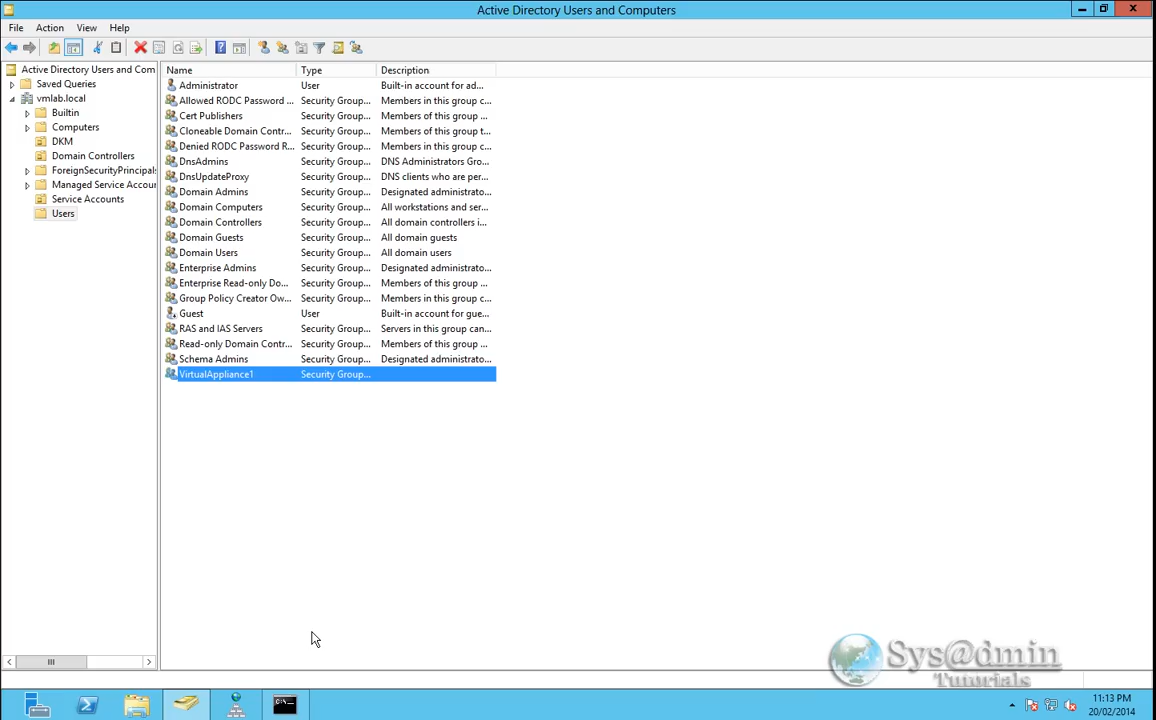 Active Directory Users and Computers
File Action View Help
Active Directory Users and Com
Saved Queries
vmlab.local
Builtin
Computers
DKM
Domain Controllers
ForeignSecurityPrincipals
Managed Service Accour
Service Accounts
Users
Name Type Description
Administrator User Built-in account for ad...
Allowed RODC Password ... Security Group... Members in this group c...
Cert Publishers Security Group... Members of this group ...
Cloneable Domain Contr... Security Group... Members of this group t...
Denied RODC Password R... Security Group... Members in this group c...
DnsAdmins Security Group... DNS Administrators Gro...
DnsUpdateProxy Security Group... DNS clients who are per...
Domain Admins Security Group... Designated administrato...
Domain Computers Security Group... All workstations and ser...
Domain Controllers Security Group... All domain controllers i...
Domain Guests Security Group... All domain guests
Domain Users Security Group... All domain users
Enterprise Admins Security Group... Designated administrato...
Enterprise Read-only Do... Security Group... Members of this group ...
Group Policy Creator Ow... Security Group... Members in this group c...
Guest User Built-in account for gue...
RAS and IAS Servers Security Group... Servers in this group can...
Read-only Domain Contr... Security Group... Members of this group ...
Schema Admins Security Group... Designated administrato...
VirtualAppliance1 Security Group...
Sys@dmin
Tutorials
11:13 PM
20/02/2014